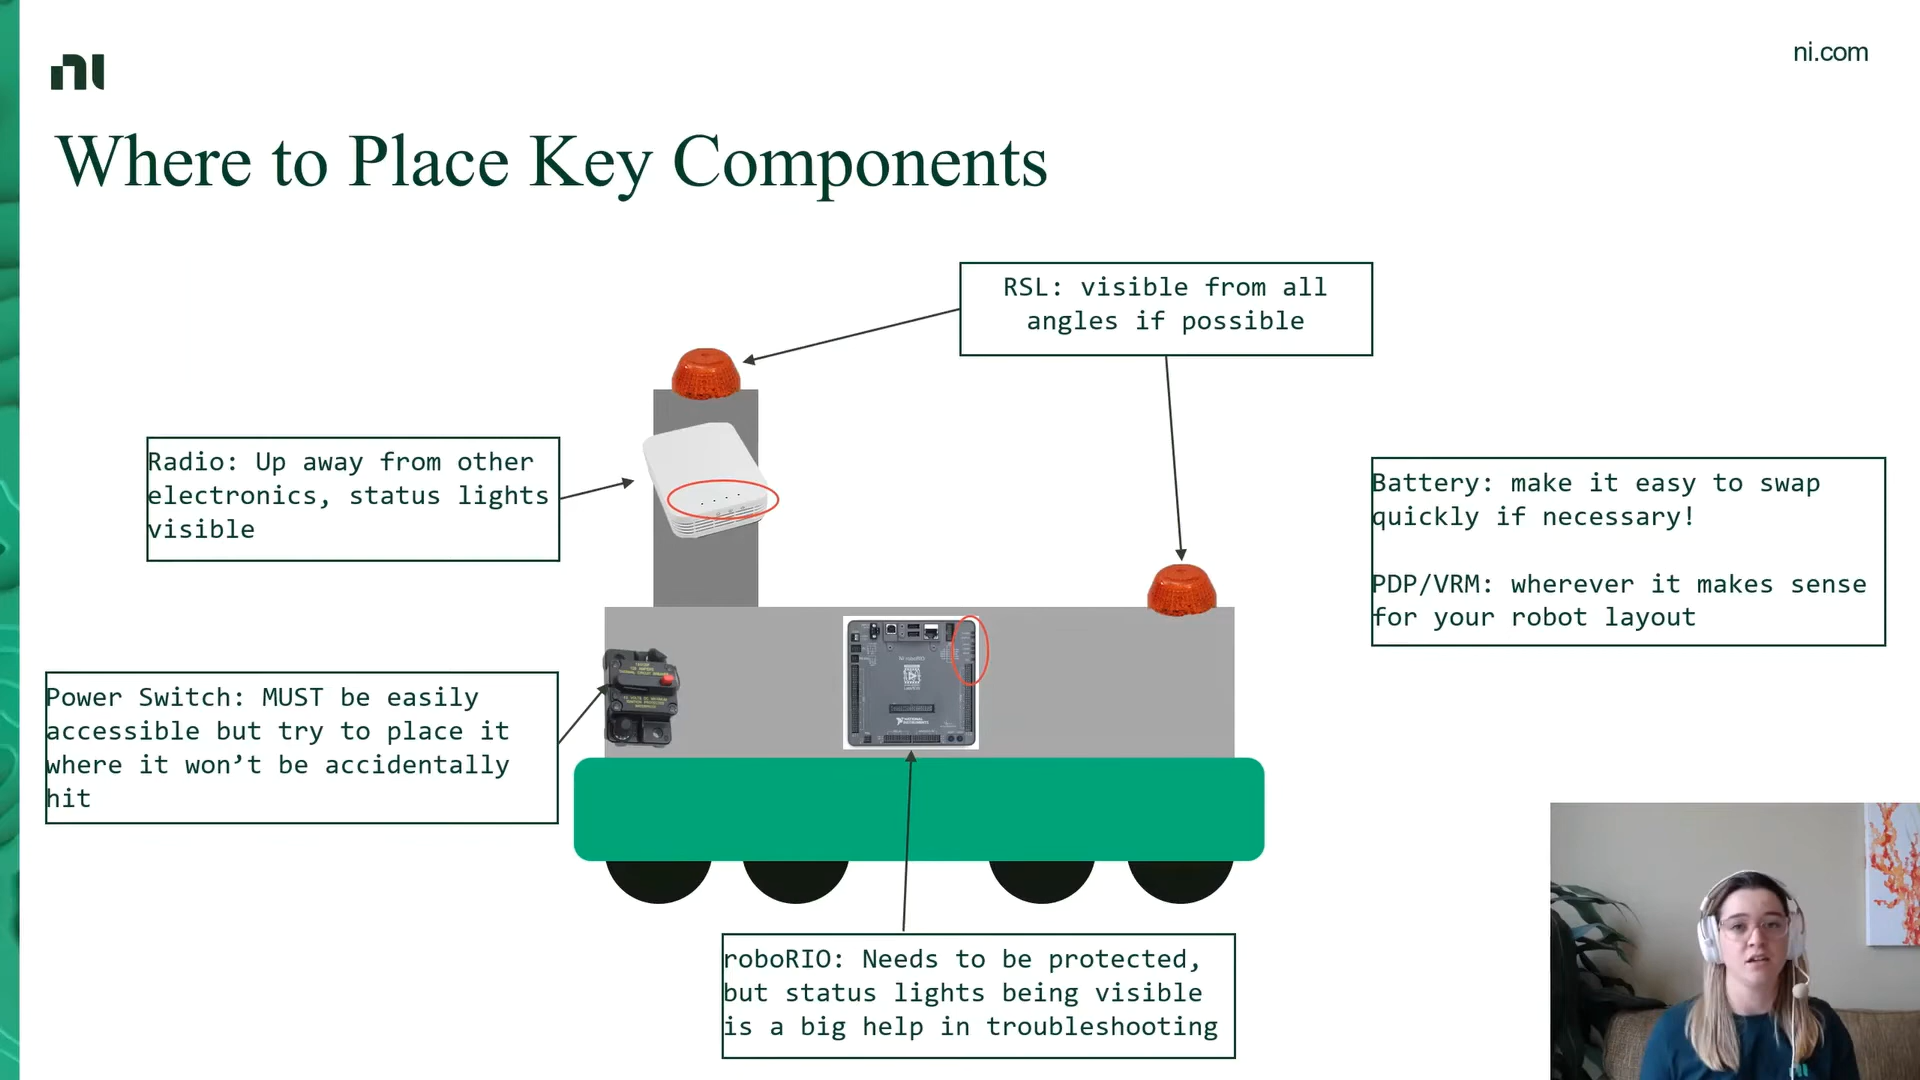 ni
ni.com
Where to Place Key Components
RSL: visible from all
angles if possible
Radio: Up away from other
electronics, status lights
visible
Battery: make it easy to swap
quickly if necessary!
PDP/VRM: wherever it makes sense
for your robot layout
Power Switch: MUST be easily
accessible but try to place it
where it won’t be accidentally
hit
roboRIO: Needs to be protected,
but status lights being visible
is a big help in troubleshooting